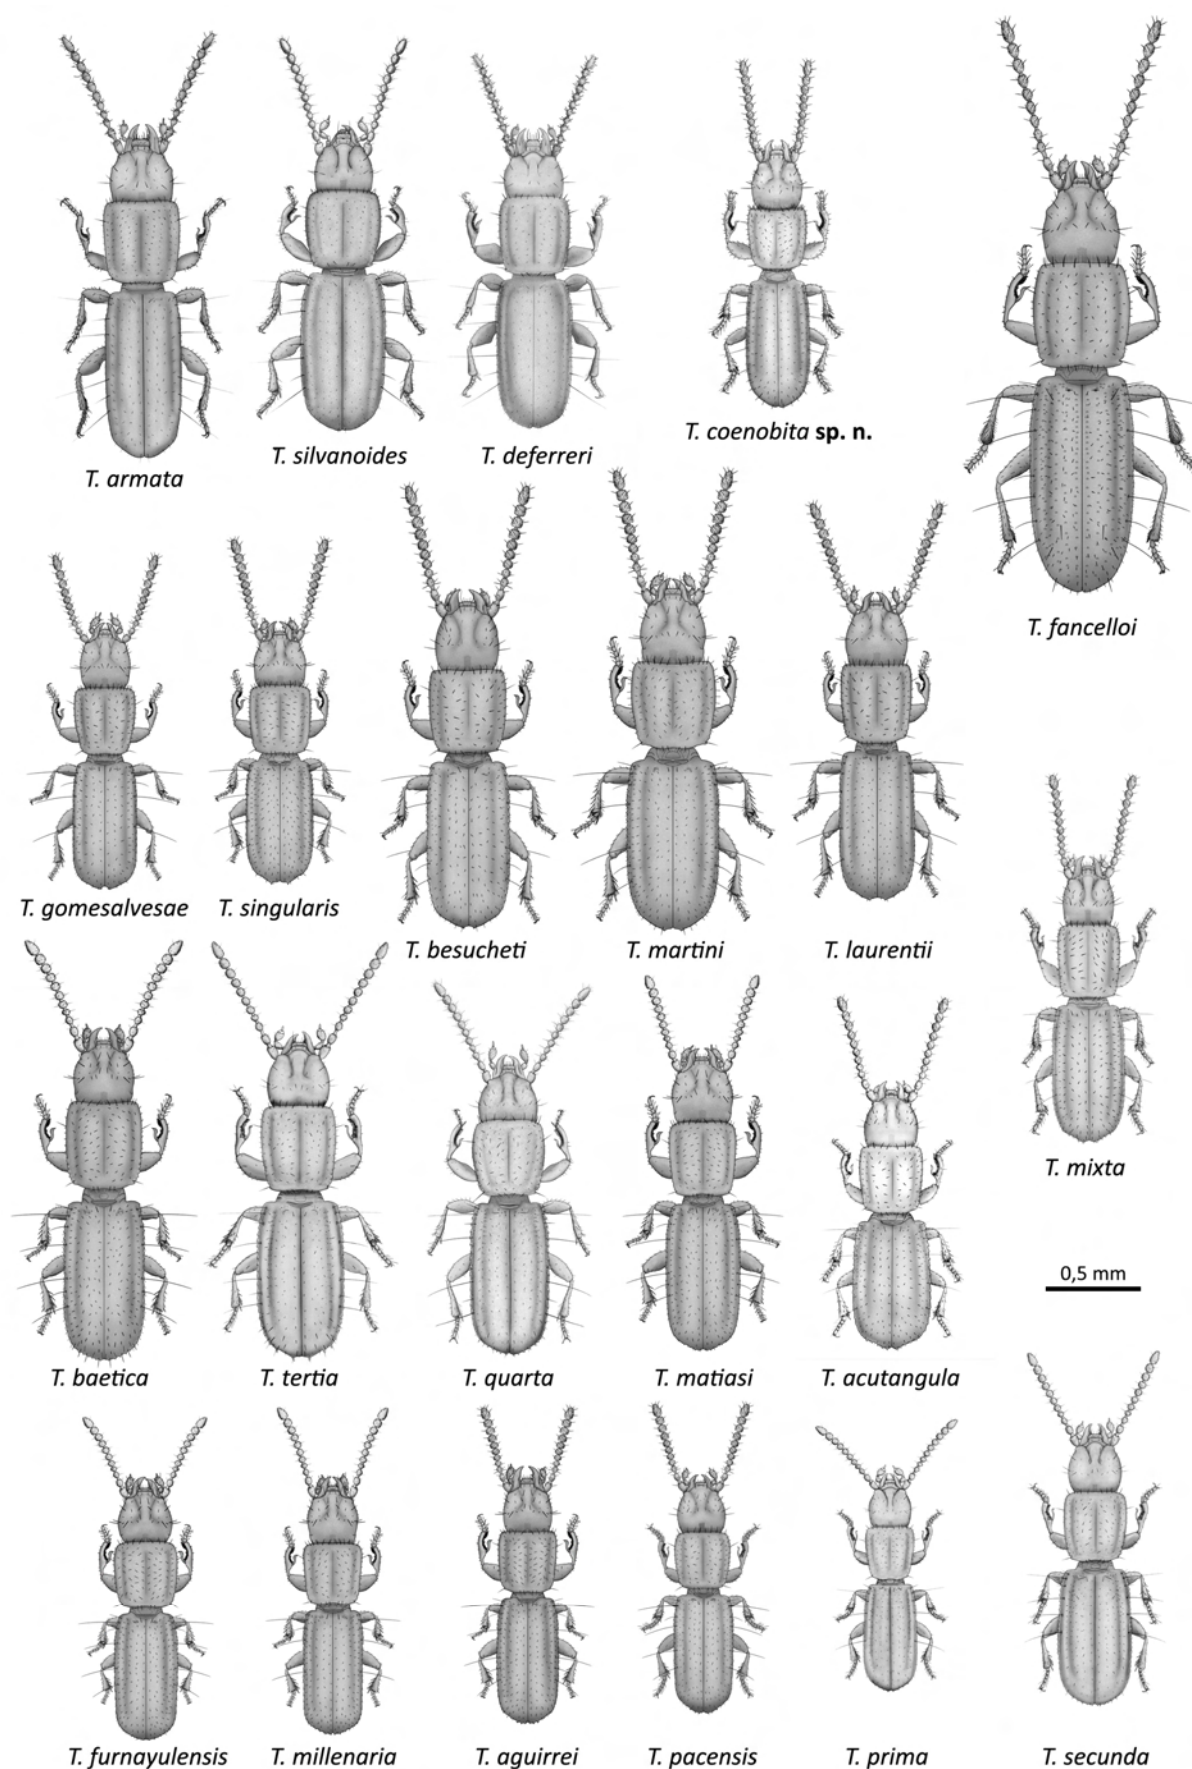 T. armata
T. silvanoides
T. deferreri
T. coenobita sp. n.
T. fancelloi
T. gomesalvesae
T. singularis
T. besucheti
T. martini
T. laurentii
T. mixta
0,5 mm
T. baetica
T. tertia
T. quarta
T. matiasi
T. acutangula
T. furnayulensis
T. millenaria
T. aguirrei
T. pacensis
T. prima
T. secunda